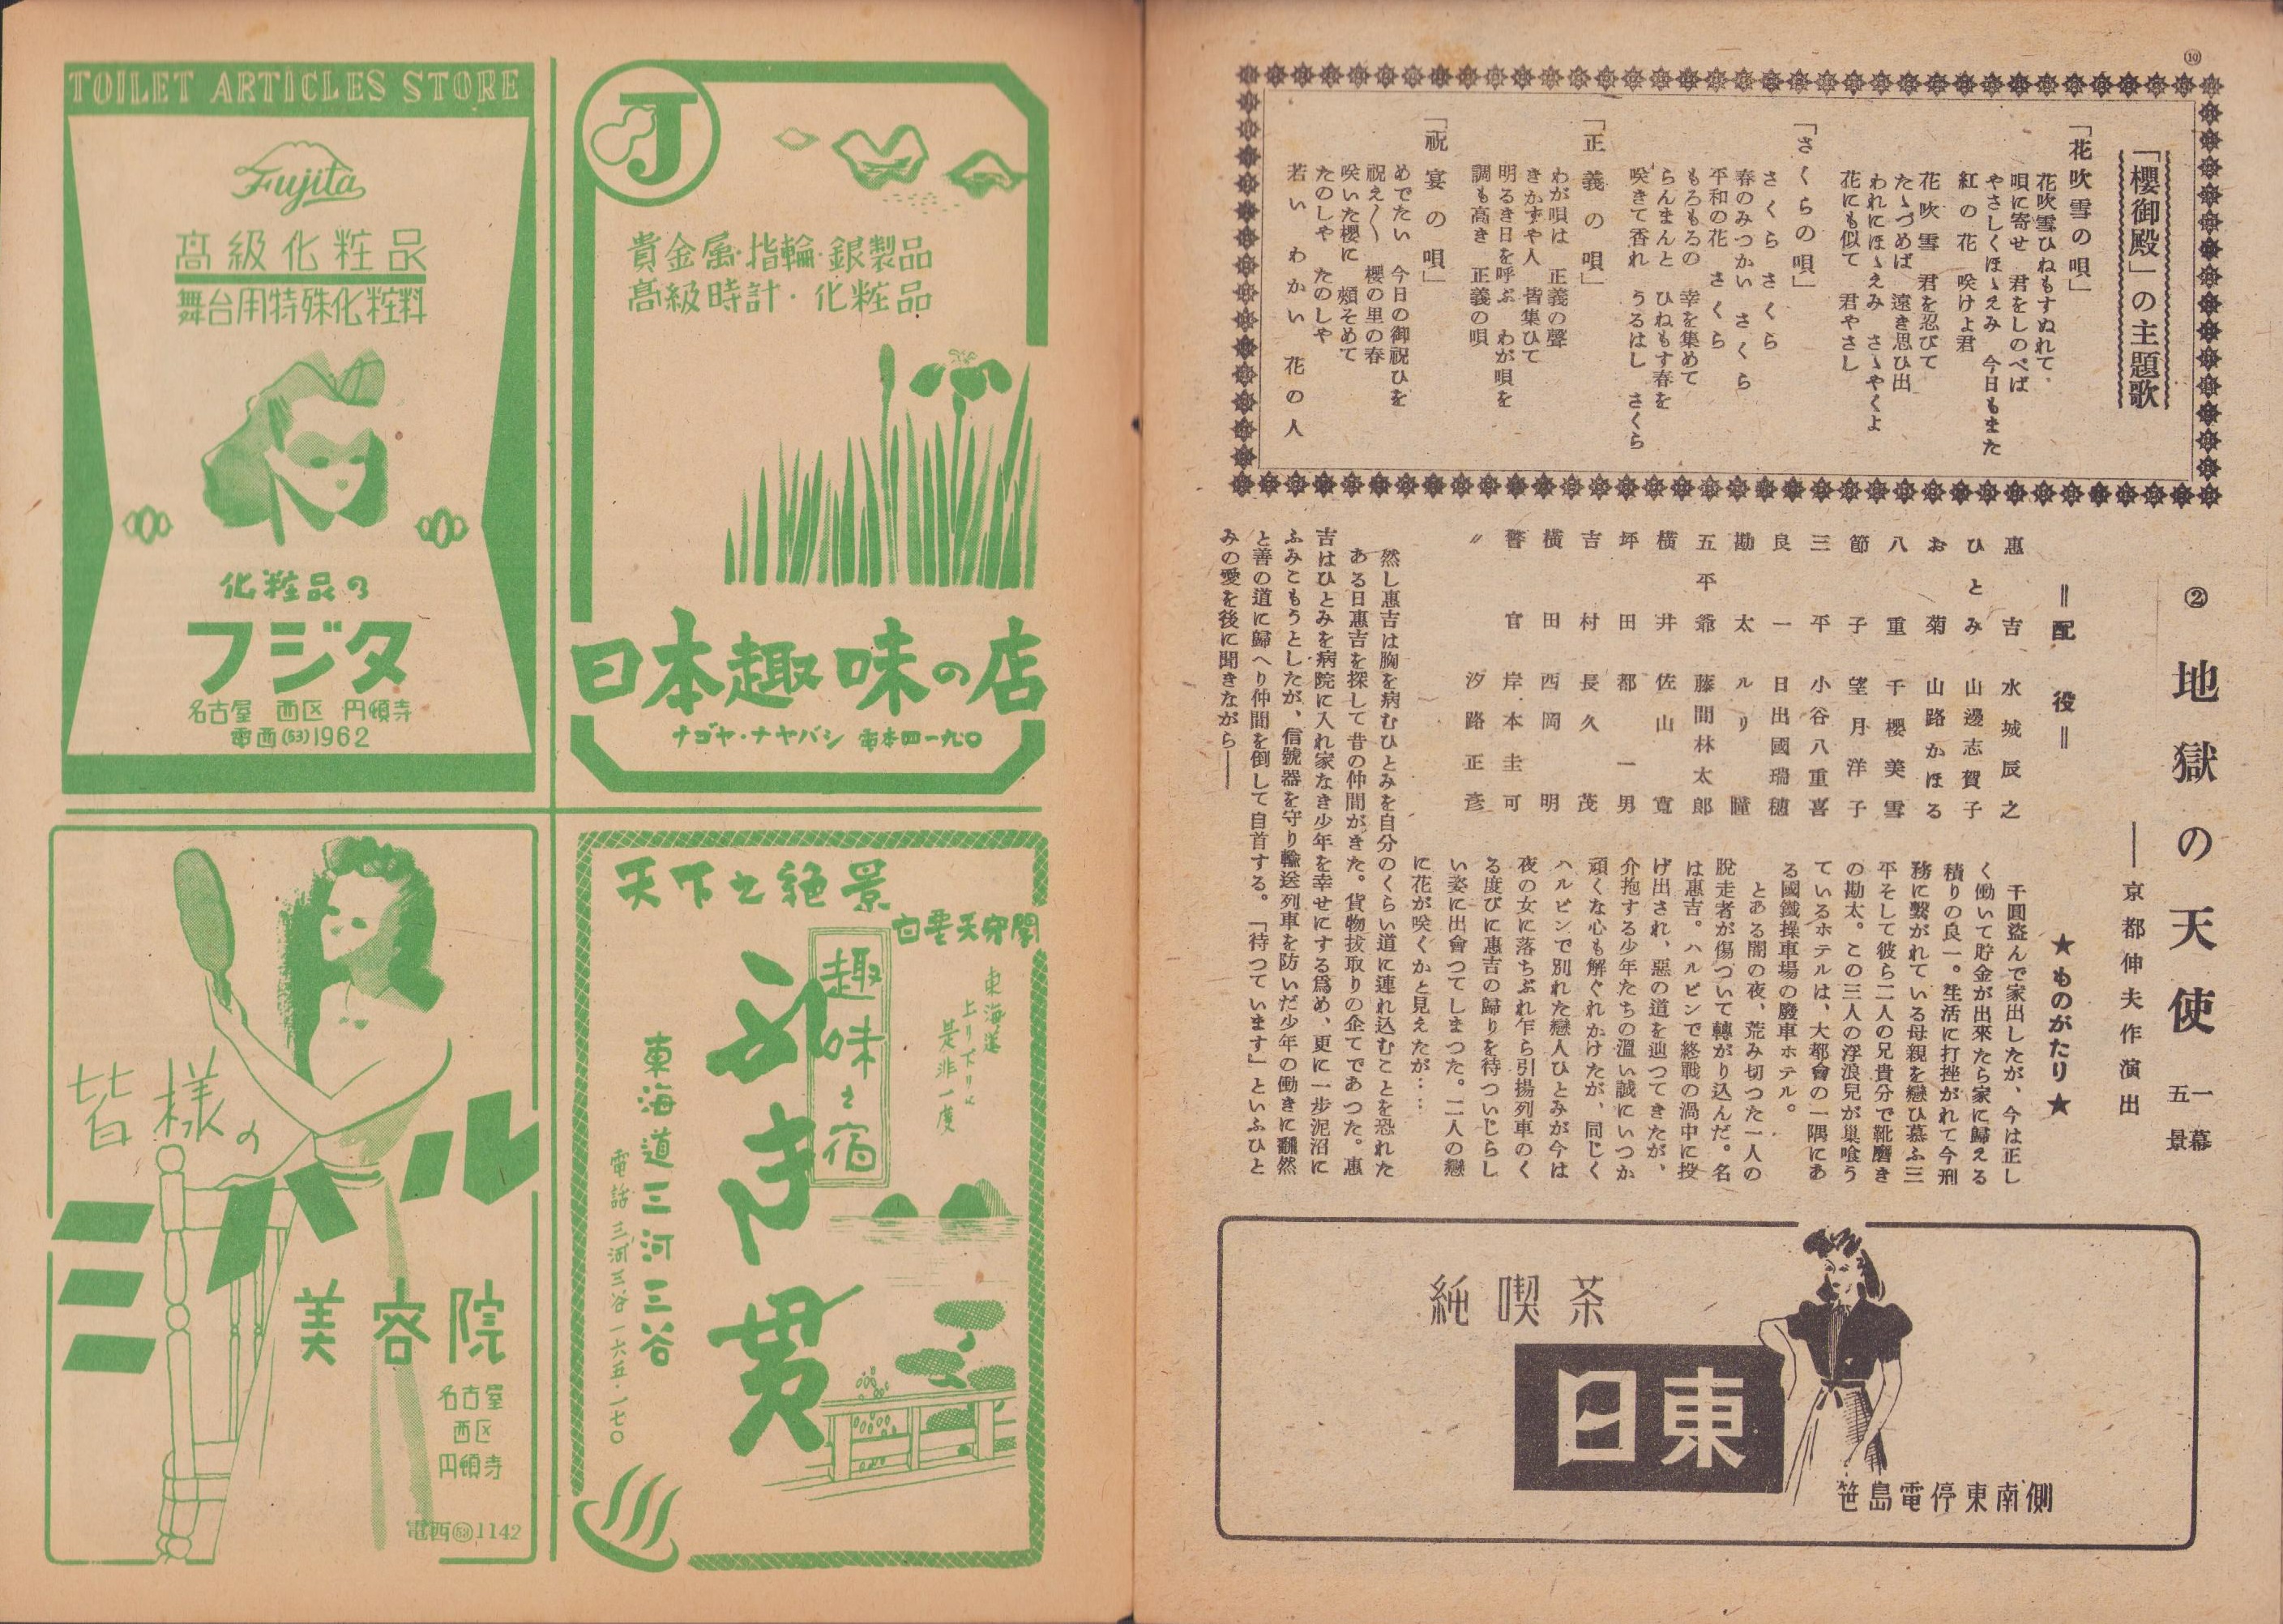 ⑩
「櫻御殿」の主題歌
「花吹雪の唄」
花吹雪ひねもすぬれて
唄に寄せ　君をしのべば
やさしくほゝえみ　今日もまた
紅の花　咲けよ君
花吹雪　君を忍びて
たゝづめば　遠き思ひ出
われにほゝえみ　さゝやくよ
花にも似て　君やさし
「さくらの唄」
さくらさくら
春のみつかい　さくら
平和の花　さくら
もろもろの　幸を集めて
らんまんと　ひねもす春を
咲きて香れ　うるはし　さくら
「正義の唄」
わが唄は　正義の聲
きかずや人　皆集ひて
明るき日を呼ぶ　わが唄を
調も高き　正義の唄
「祝宴の唄」
めでたい　今日の御祝ひを
祝え〳〵　櫻の里の春
咲いた櫻に　頬そめて
たのしや　たのしや
若い　わかい　花の人
② 地獄の天使 一幕五景
――京都伸夫作演出
＝配役＝
惠吉　水城辰之
ひとみ　山邊志賀子
お菊　山路かほる
八重　千櫻美雪
節子　望月洋子
三平　小谷八重喜
良一　日出國瑞穂
勘太　ルリ瞳
五平爺　藤間林太郎
横井　佐山寛
坪田　都一男
吉村　長久茂
横田　西岡明
警官　岸本圭可
〃　汐路正彦
★ものがたり★
千圓盗んで家出したが、今は正し
く働いて貯金が出來たら家に歸える
積りの良一。生活に打挫がれて今刑
務に繋がれている母親を戀ひ慕ふ三
平そして彼ら二人の兄貴分で靴磨き
の勘太。この三人の浮浪兒が巢喰う
ているホテルは、大都會の一隅にあ
る國鐵操車場の廢車ホテル。
とある闇の夜、荒み切つた一人の
脱走者が傷づいて轉がり込んだ。名
は惠吉。ハルピンで終戰の渦中に投
げ出され、惡の道を辿つてきたが、
介抱する少年たちの溫い誠にいつか
頑くな心も解ぐれかけたが、同じく
ハルピンで別れた戀人ひとみが今は
夜の女に落ちぶれ乍ら引揚列車のく
る度びに惠吉の歸りを待ついじらし
い姿に出會つてしまつた。二人の戀
に花が咲くかと見えたが…
然し惠吉は胸を病むひとみを自分のくらい道に連れ込むことを恐れた
ある日惠吉を探して昔の仲間がきた。貨物抜取りの企てであつた。惠
吉はひとみを病院に入れ家なき少年を幸せにする爲め、更に一步泥沼に
ふみこもうとしたが、信號器を守り輸送列車を防いだ少年の働きに飜然
と善の道に歸へり仲間を倒して自首する。「待つています」といふひと
みの愛を後に聞きながら――
純喫茶
日東
笹島電停東南側
J
貴金属・指輪・銀製品
高級時計・化粧品
日本趣味の店
ナゴヤ・ナヤバシ　電本四一九〇
TOILET ARTICLES STORE
Fujita
高級化粧品
舞台用特殊化粧料
化粧品の
フジタ
名古屋　西区　円頓寺
電西(53)1962
天下之絶景
東海道
上り下りに
是非一度
趣味之宿
ふき貫
東海道三河三谷
電話　三河三谷一六五・一七〇
皆様の
ミハル
美容院
名古屋
西区
円頓寺
電西(53)1142